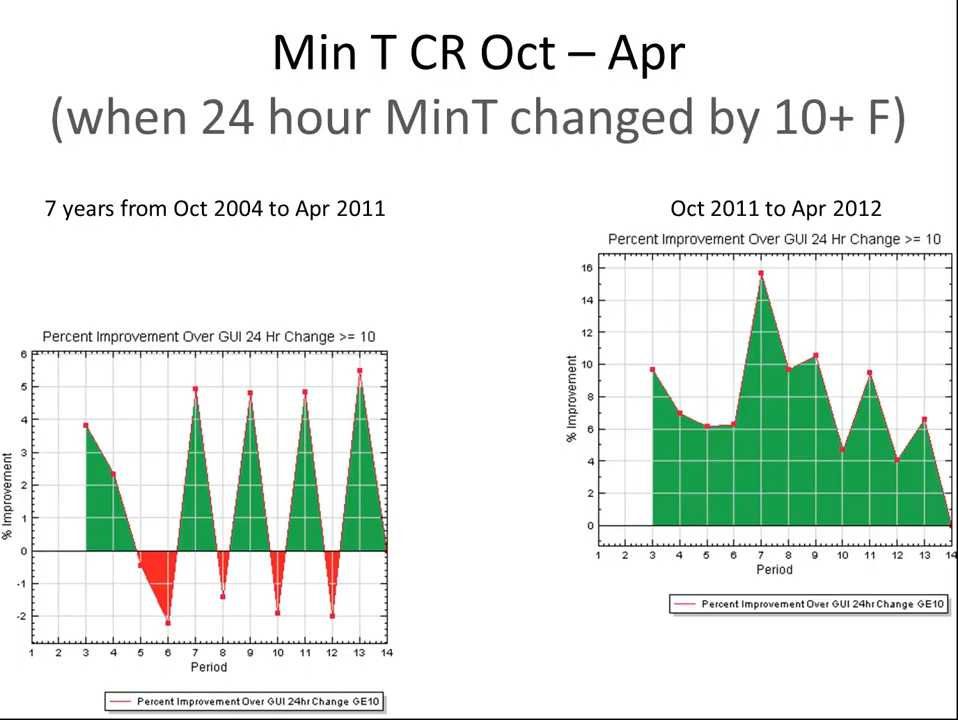 Min T CR Oct – Apr
(when 24 hour MinT changed by 10+ F)
7 years from Oct 2004 to Apr 2011
Percent Improvement Over GUI 24 Hr Change >= 10
6
5
4
3
2
1
0
-1
-2
% Improvement
1 2 3 4 5 6 7 8 9 10 11 12 13 14
Period
Percent Improvement Over GUI 24hr Change GE10
Oct 2011 to Apr 2012
Percent Improvement Over GUI 24 Hr Change >= 10
16
14
12
10
8
6
4
2
0
% Improvement
1 2 3 4 5 6 7 8 9 10 11 12 13 14
Period
Percent Improvement Over GUI 24hr Change GE10